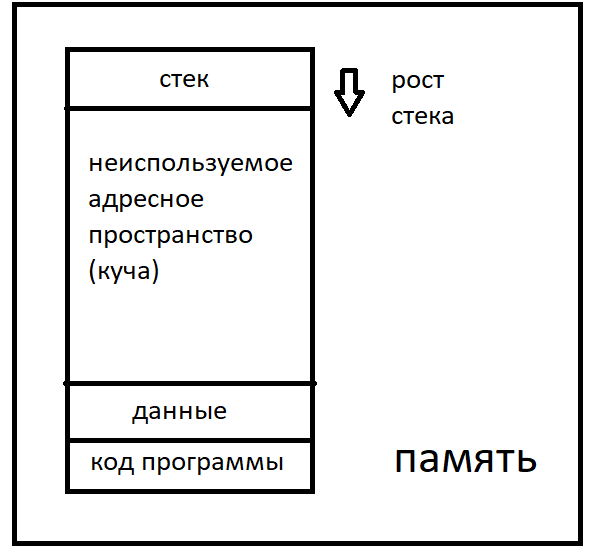 стек
рост
стека
неиспользуемое
адресное
пространство
(куча)
данные
код программы
память